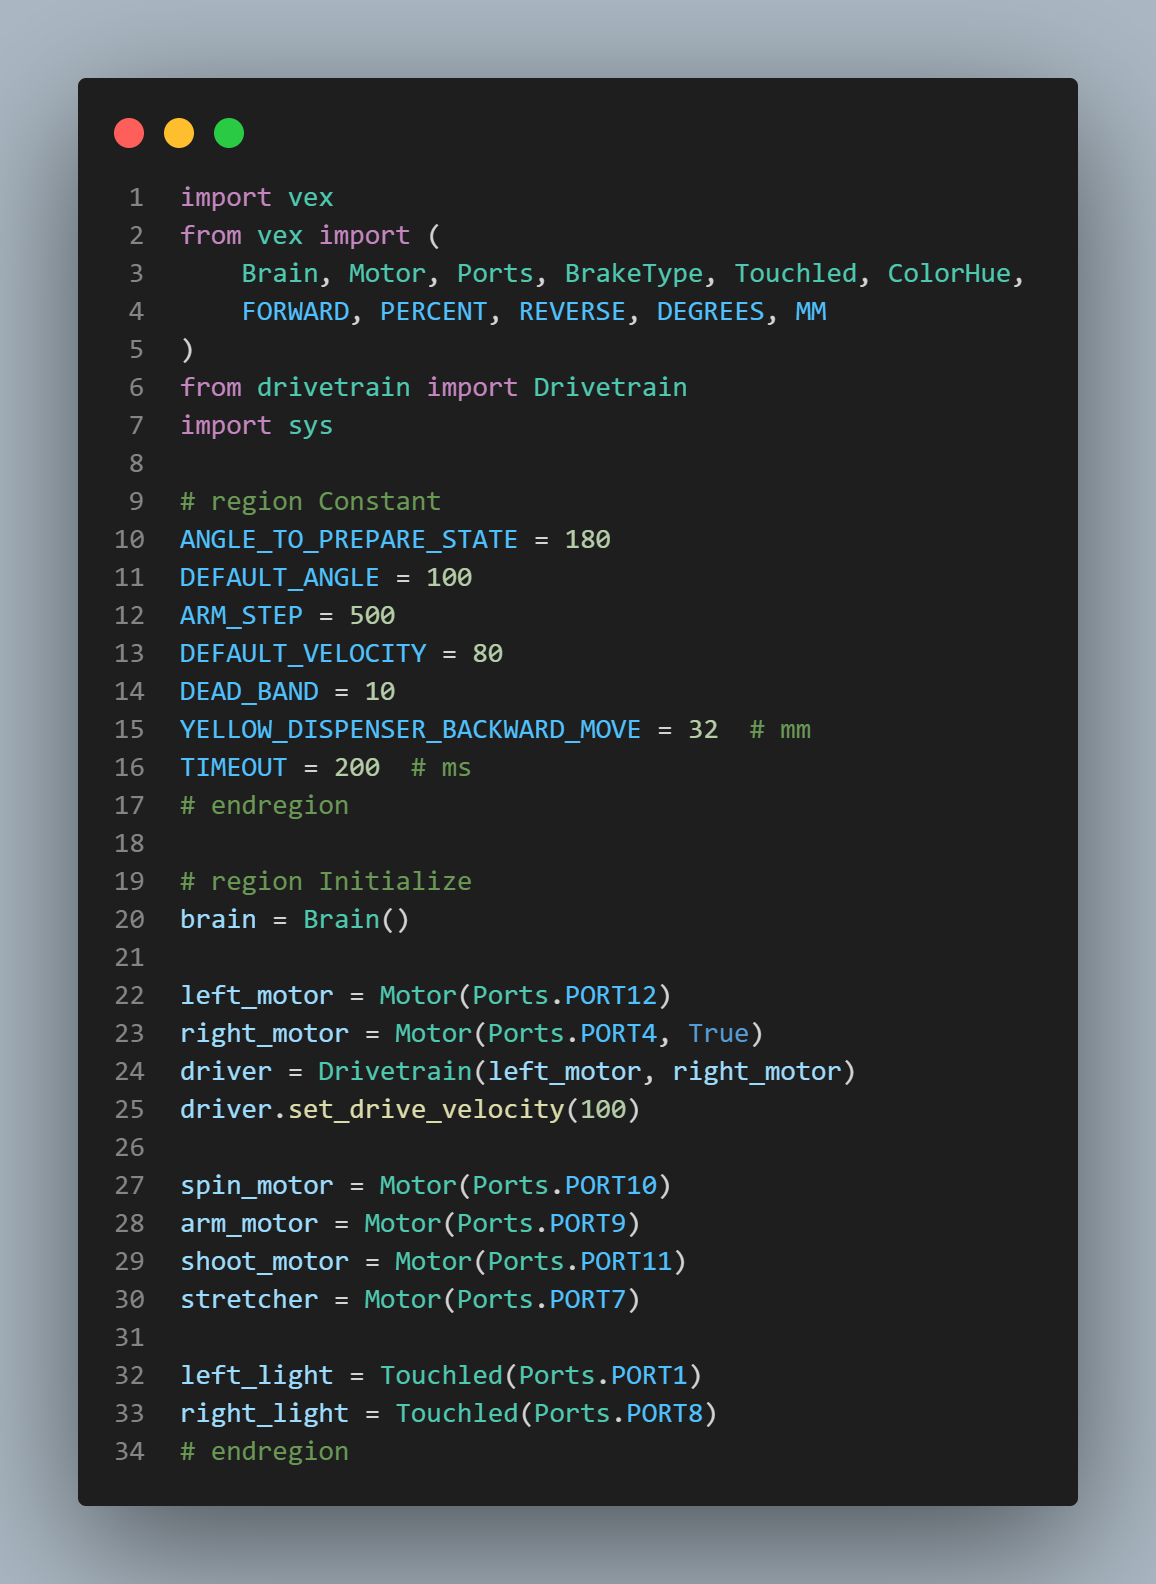 1 import vex
2 from vex import (
3     Brain, Motor, Ports, BrakeType, Touchled, ColorHue,
4     FORWARD, PERCENT, REVERSE, DEGREES, MM
5 )
6 from drivetrain import Drivetrain
7 import sys
8
9 # region Constant
10 ANGLE_TO_PREPARE_STATE = 180
11 DEFAULT_ANGLE = 100
12 ARM_STEP = 500
13 DEFAULT_VELOCITY = 80
14 DEAD_BAND = 10
15 YELLOW_DISPENSER_BACKWARD_MOVE = 32  # mm
16 TIMEOUT = 200  # ms
17 # endregion
18
19 # region Initialize
20 brain = Brain()
21
22 left_motor = Motor(Ports.PORT12)
23 right_motor = Motor(Ports.PORT4, True)
24 driver = Drivetrain(left_motor, right_motor)
25 driver.set_drive_velocity(100)
26
27 spin_motor = Motor(Ports.PORT10)
28 arm_motor = Motor(Ports.PORT9)
29 shoot_motor = Motor(Ports.PORT11)
30 stretcher = Motor(Ports.PORT7)
31
32 left_light = Touchled(Ports.PORT1)
33 right_light = Touchled(Ports.PORT8)
34 # endregion